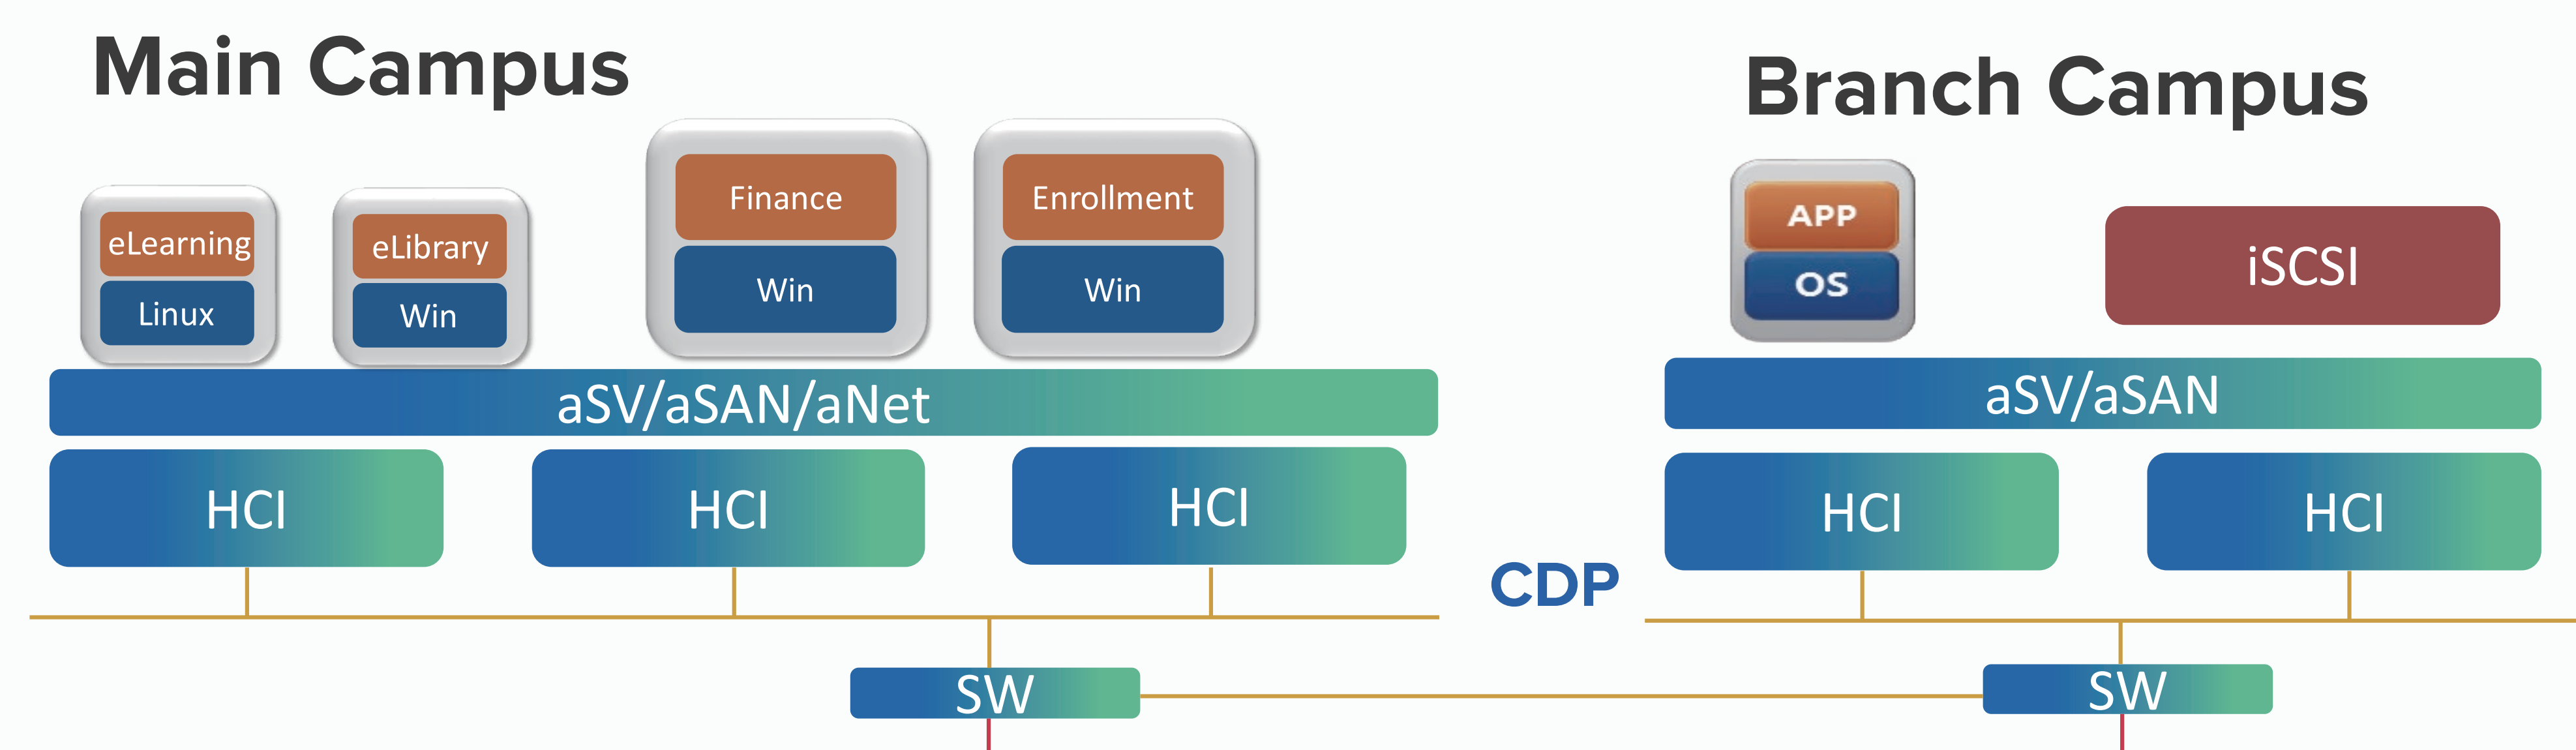 Main Campus
Branch Campus
eLearning
Linux
eLibrary
Win
Finance
Win
Enrollment
Win
APP
OS
iSCSI
aSV/aSAN/aNet
aSV/aSAN
HCI
HCI
HCI
HCI
HCI
CDP
SW
SW